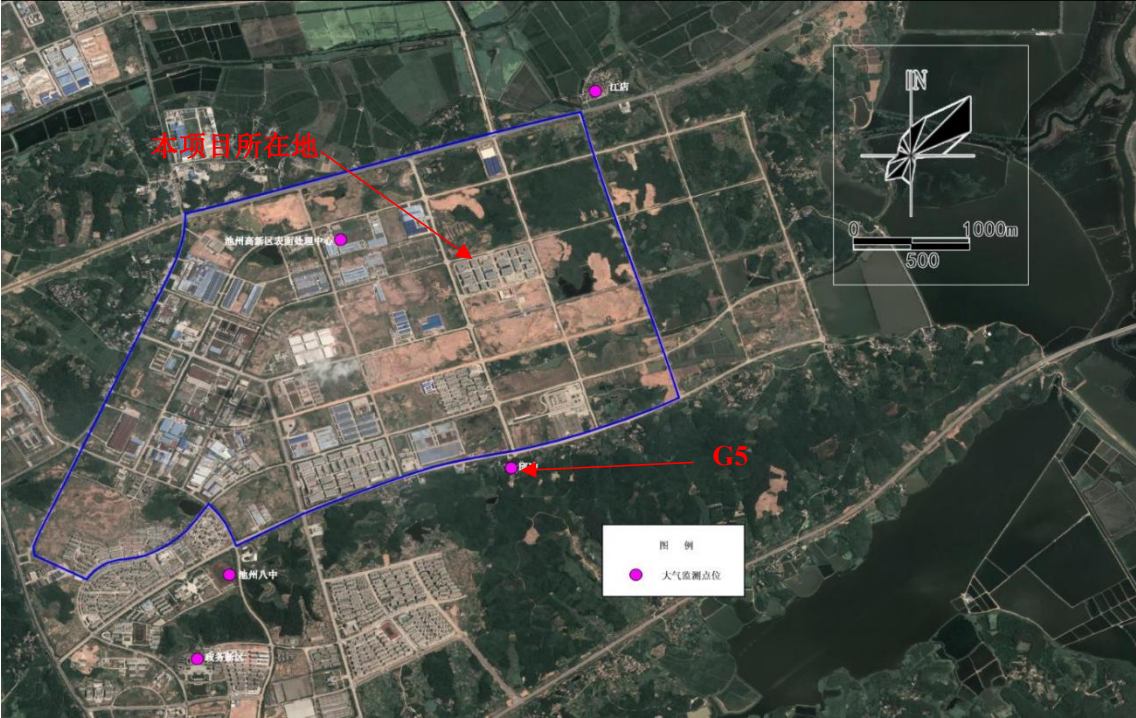 江店
IN
本项目所在地
0 1000m
500
池州高新区表面处理中心
G5
图 例
大气监测点位
池州八中
政务新区